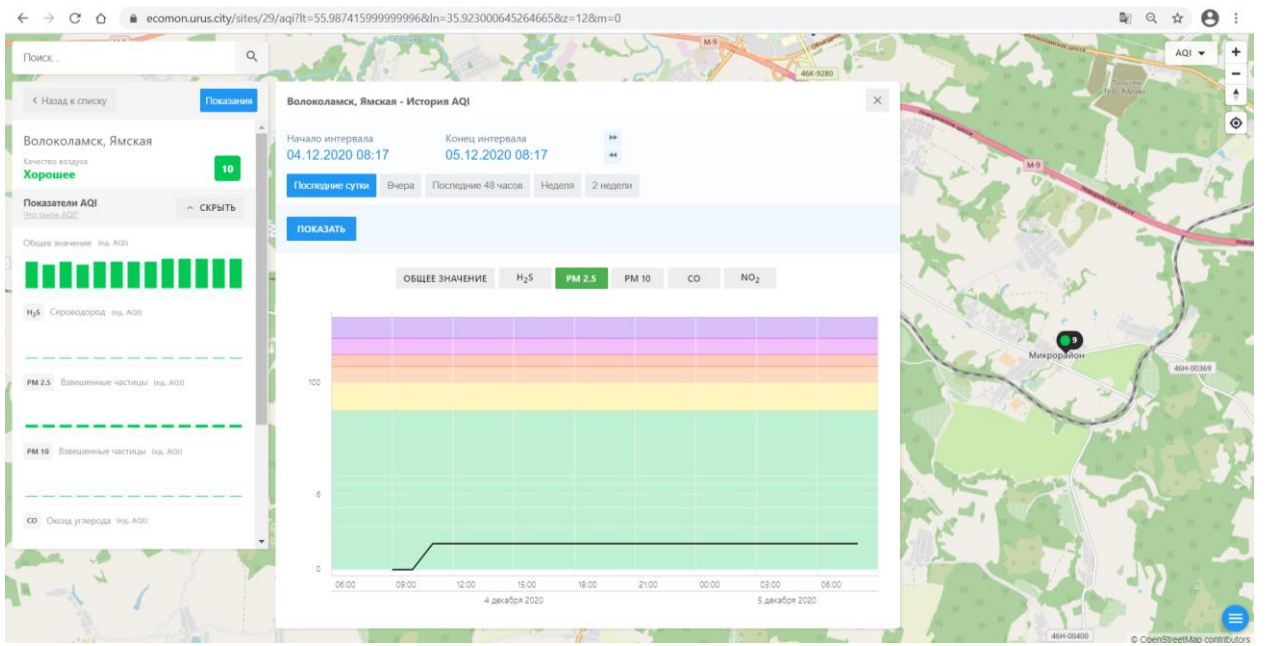 ecomon.urus.city/sites/29/aqi?lt=55.987415999999996&ln=35.923000645264665&z=12&m=0
Поиск...
М-9
46К-9280
AQI
+
−
Назад к списку
Показания
Волоколамск, Ямская
Качество воздуха
Хорошее
10
Показатели AQI
Что такое AQI?
СКРЫТЬ
Общее значение (ед. AQI)
H₂S Сероводород (ед. AQI)
PM 2.5 Взвешенные частицы (ед. AQI)
PM 10 Взвешенные частицы (ед. AQI)
CO Оксид углерода (ед. AQI)
Волоколамск, Ямская - История AQI
Начало интервала
Конец интервала
04.12.2020 08:17
05.12.2020 08:17
Последние сутки
Вчера
Последние 48 часов
Неделя
2 недели
ПОКАЗАТЬ
ОБЩЕЕ ЗНАЧЕНИЕ
H₂S
PM 2.5
PM 10
CO
NO₂
100
6
0
06:00 09:00 12:00 15:00 18:00 21:00 00:00 03:00 06:00
4 декабря 2020
5 декабря 2020
М-9
9
Микрорайон
46Н-00369
46Н-00400
© OpenStreetMap contributors